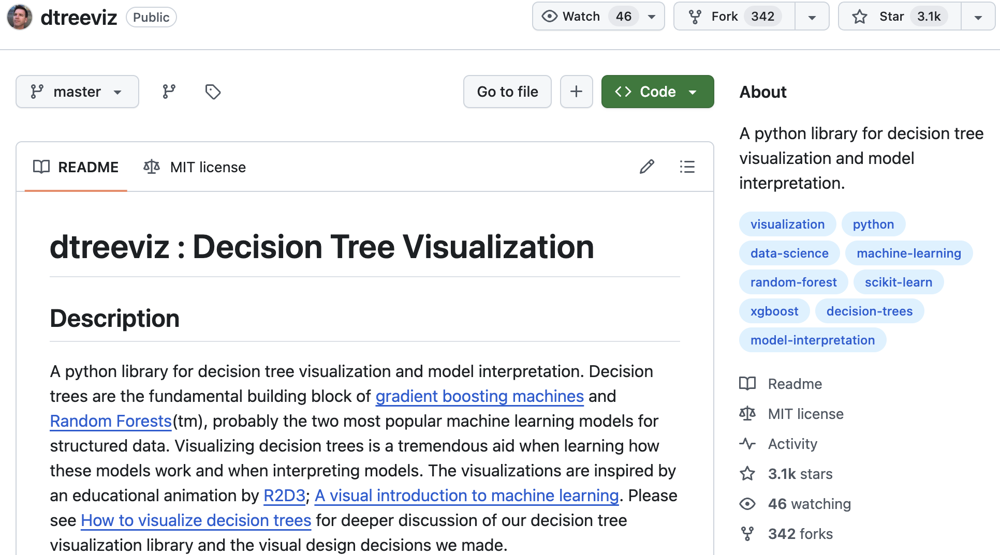 dtreeviz Public Watch 46 Fork 342 Star 3.1k
master Go to file + <> Code
README MIT license
dtreeviz : Decision Tree Visualization
Description
A python library for decision tree visualization and model interpretation. Decision
trees are the fundamental building block of gradient boosting machines and
Random Forests(tm), probably the two most popular machine learning models for
structured data. Visualizing decision trees is a tremendous aid when learning how
these models work and when interpreting models. The visualizations are inspired by
an educational animation by R2D3; A visual introduction to machine learning. Please
see How to visualize decision trees for deeper discussion of our decision tree
visualization library and the visual design decisions we made.
About
A python library for decision tree
visualization and model
interpretation.
visualization python
data-science machine-learning
random-forest scikit-learn
xgboost decision-trees
model-interpretation
Readme
MIT license
Activity
3.1k stars
46 watching
342 forks